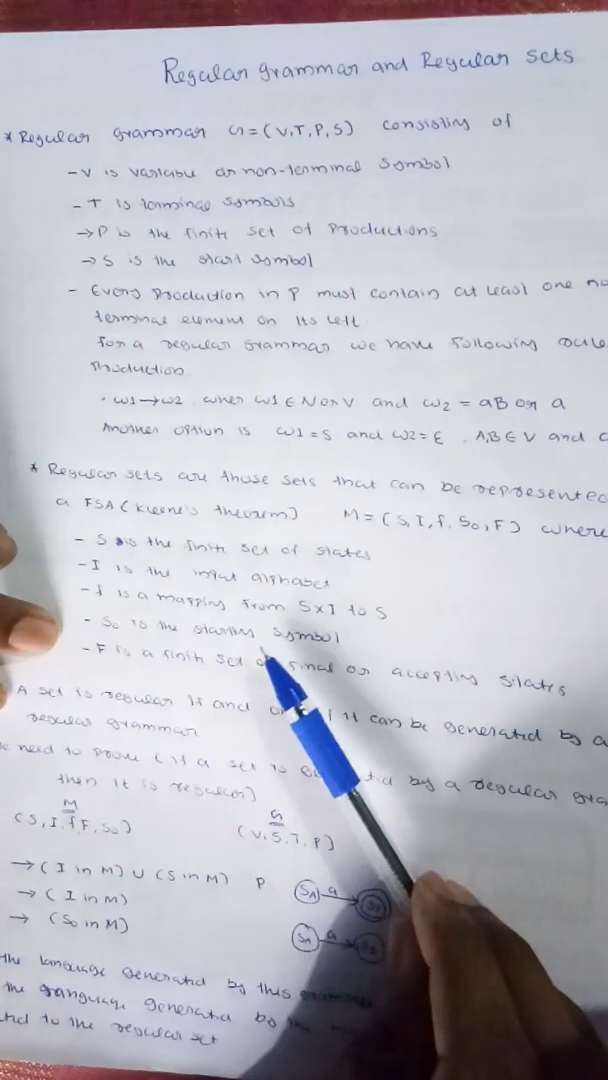 Regular grammar and Regular sets
* Regular grammar G=(V,T,P,S) consisting of
- V is variable or non-terminal symbol
- T is terminal symbols
→ P is the finite set of productions
→ S is the start symbol
- Every production in P must contain at least one no
terminal element on its left
For a regular grammar we have following
Production
· w1→w2 wher w1 ∈ N or V and w2 = aB or a
Another option is w1 = S and w2 = ε , A,B ∈ V and
* Regular sets are those sets that can be represented
a FSA (Kleene's theorem) M = (S, I, f, S0, F) where
- S is the finite set of states
- I is the input alphabet
- f is a mapping from S×I to S
- S0 is the starting symbol
- F is a finite set of final or accepting states
A set is regular if and it can be generated by a
regular grammar
need to prove (if a set is by a regular gra
then it is regular)
M G
(S, I, f, F, S0) (V, S, T, P)
→ (I in M) ∪ (S in M) P SA a
→ (I in M)
→ (S0 in M) SA a
the language generated by this
the language generated by the
to the regular set